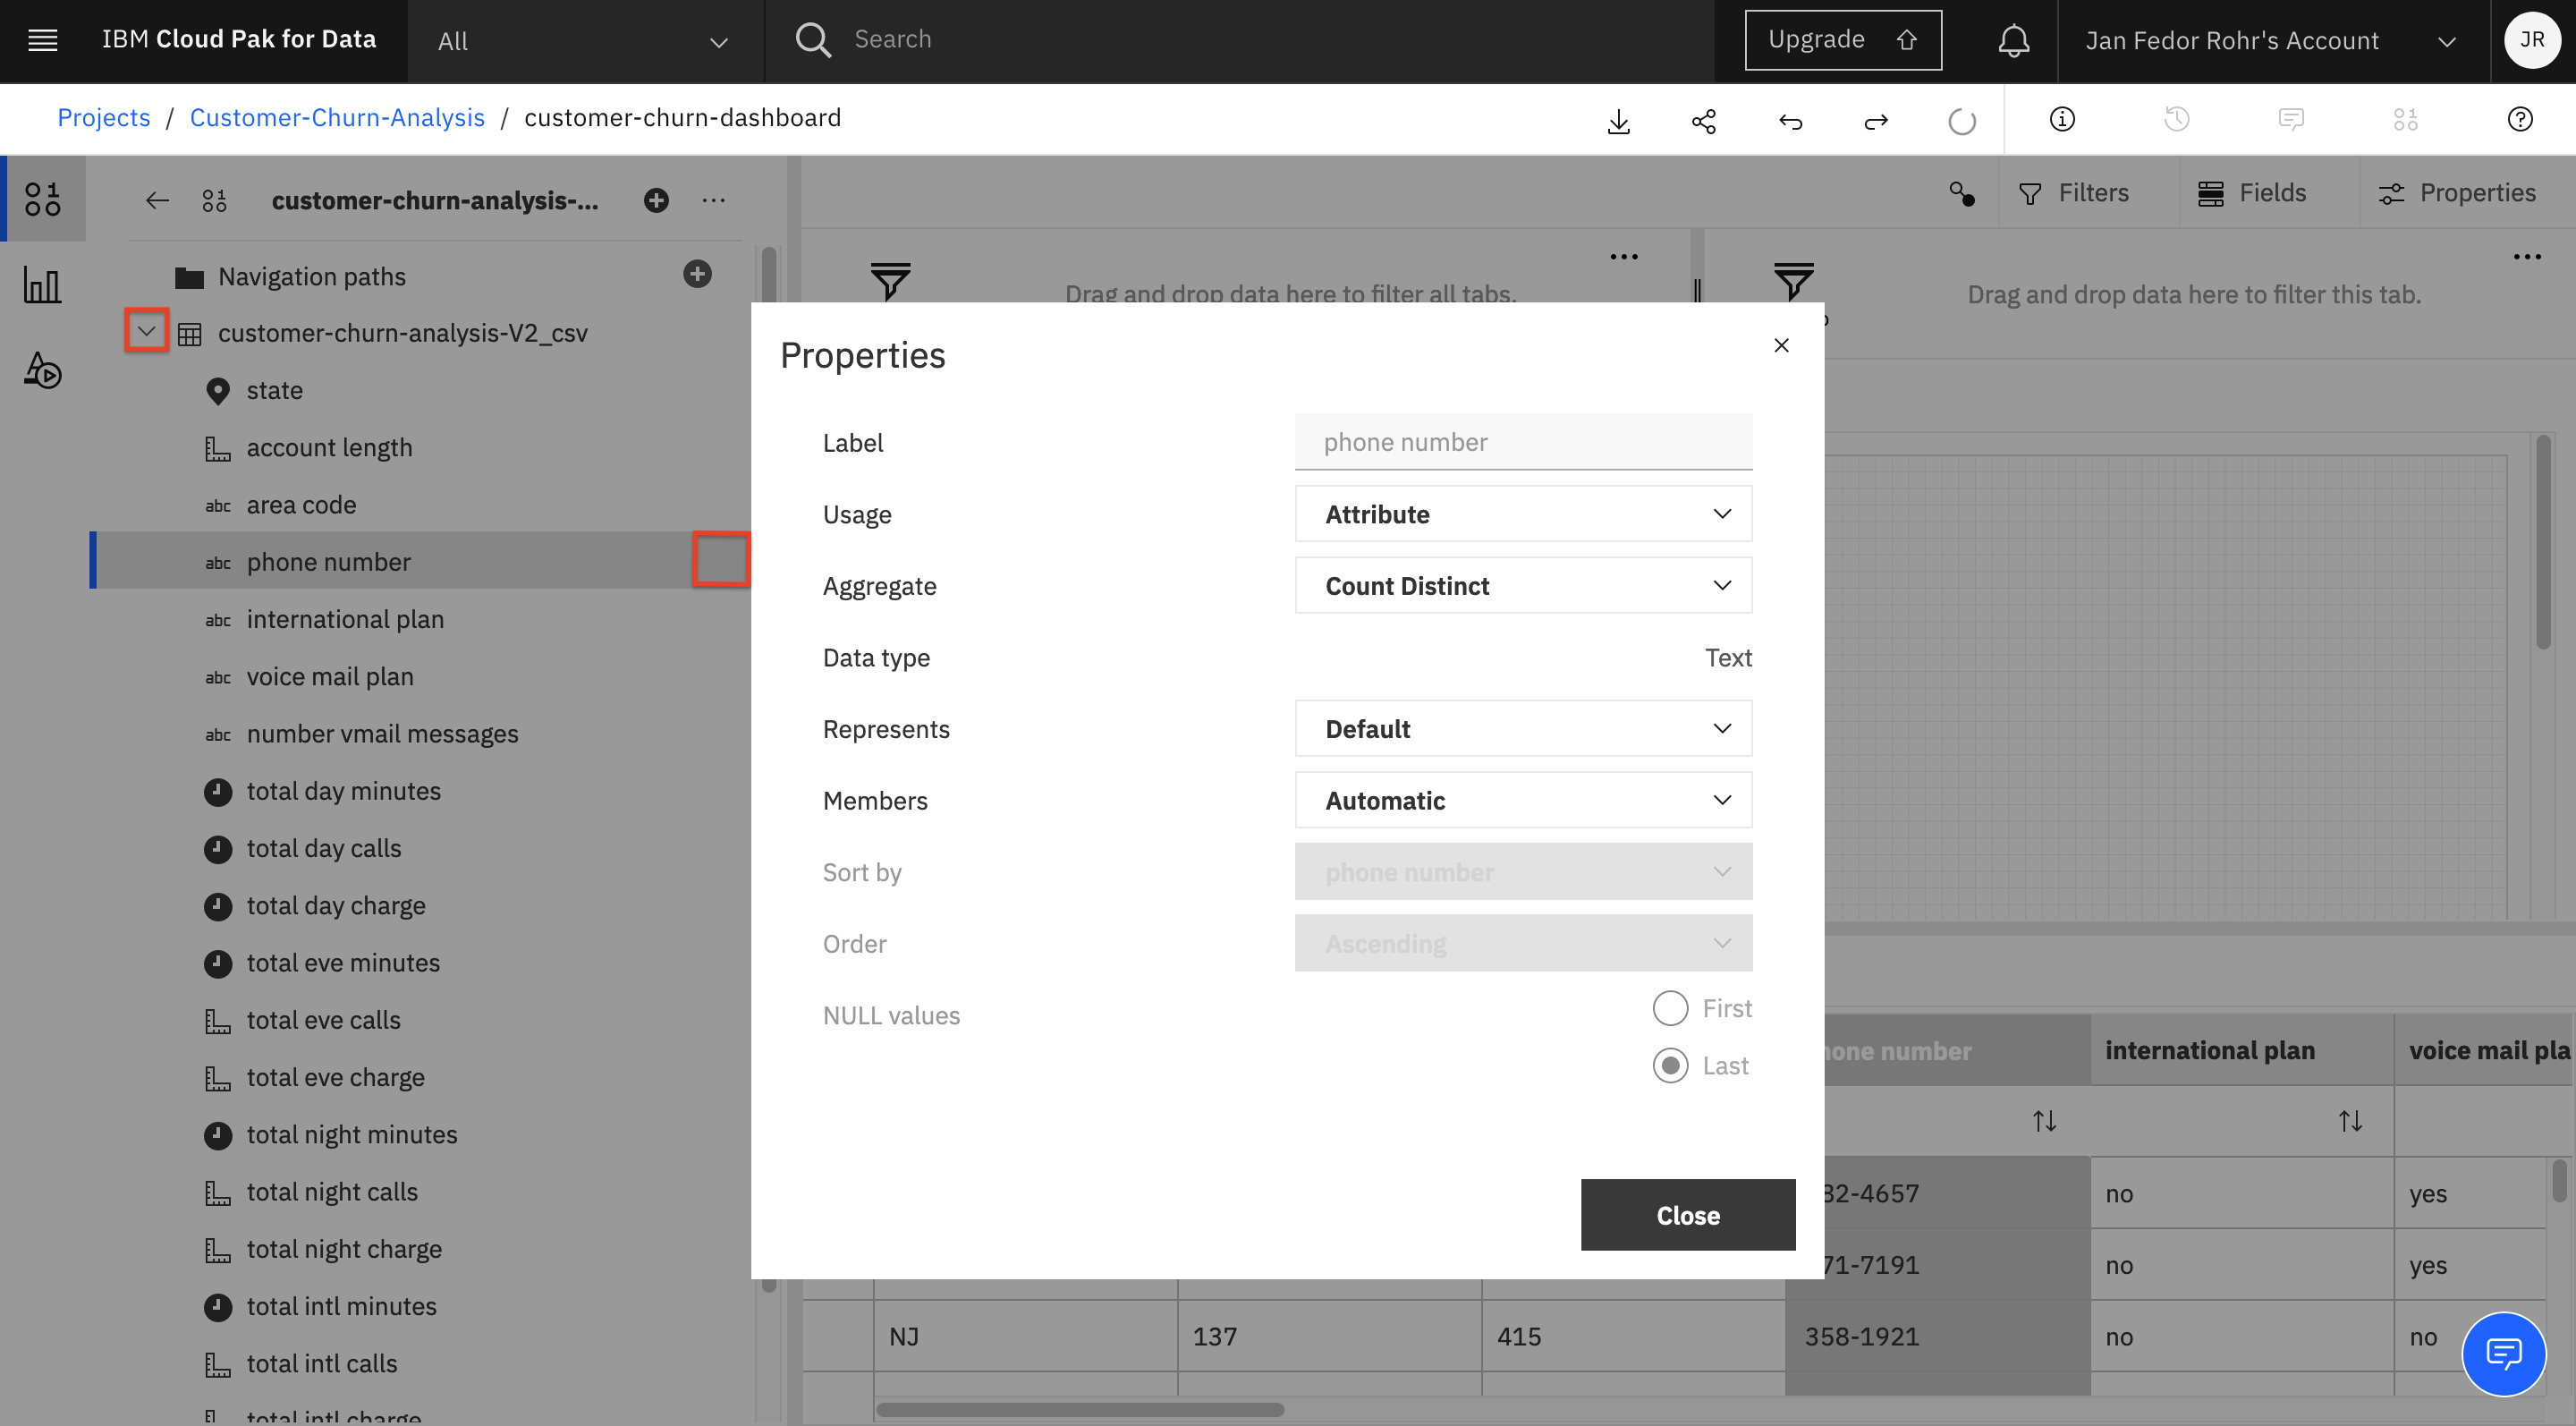 IBM Cloud Pak for Data
All
Search
Upgrade
Jan Fedor Rohr's Account
JR
Projects / Customer-Churn-Analysis / customer-churn-dashboard
customer-churn-analysis-...
Filters
Fields
Properties
Navigation paths
customer-churn-analysis-V2_csv
state
account length
abc area code
abc phone number
abc international plan
abc voice mail plan
abc number vmail messages
total day minutes
total day calls
total day charge
total eve minutes
total eve calls
total eve charge
total night minutes
total night calls
total night charge
total intl minutes
total intl calls
total intl charge
Drag and drop data here to filter all tabs.
Drag and drop data here to filter this tab.
Properties
Label
phone number
Usage
Attribute
Aggregate
Count Distinct
Data type
Text
Represents
Default
Members
Automatic
Sort by
phone number
Order
Ascending
NULL values
First
Last
Close
hone number
international plan
voice mail pla
82-4657
no
yes
71-7191
no
yes
NJ
137
415
358-1921
no
no